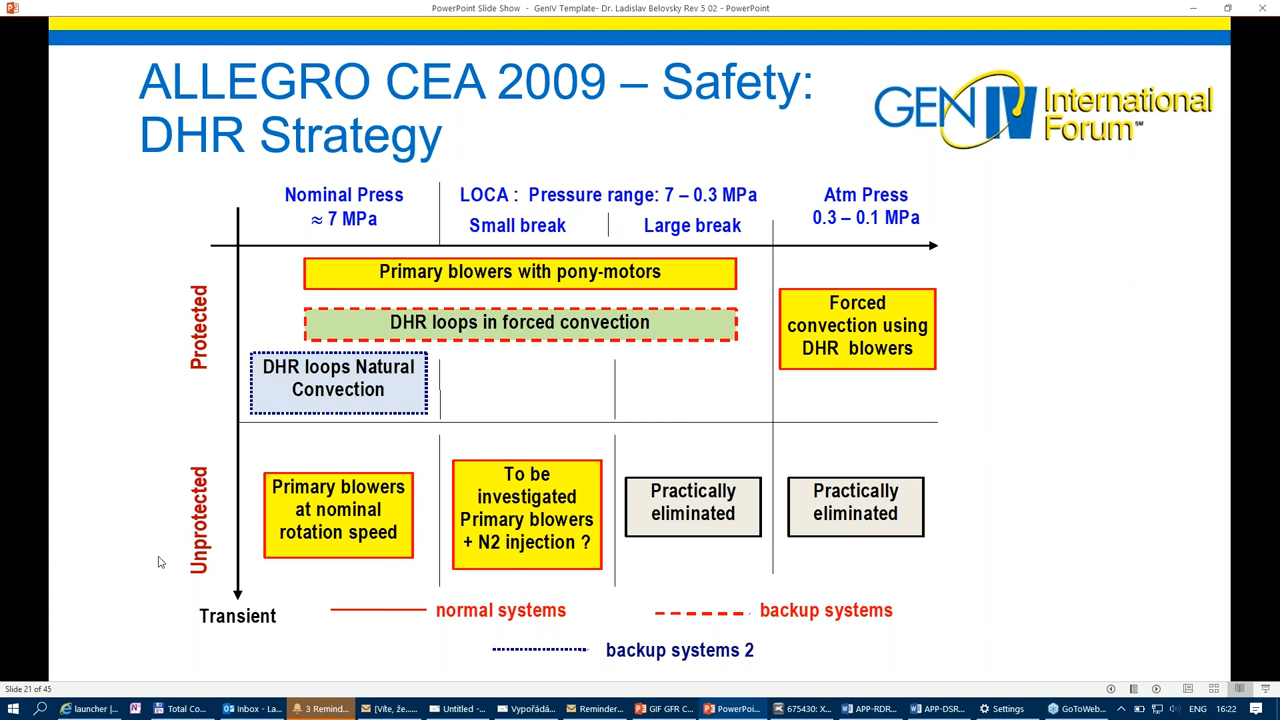 PowerPoint Slide Show - GenIV Template- Dr. Ladislav Belovsky Rev 5 02 - PowerPoint
ALLEGRO CEA 2009 – Safety:
DHR Strategy
GEN IV International
Forum℠
Nominal Press
≈ 7 MPa
LOCA : Pressure range: 7 – 0.3 MPa
Small break
Large break
Atm Press
0.3 – 0.1 MPa
Protected
Primary blowers with pony-motors
DHR loops in forced convection
DHR loops Natural
Convection
Forced
convection using
DHR blowers
Unprotected
Primary blowers
at nominal
rotation speed
To be
investigated
Primary blowers
+ N2 injection ?
Practically
eliminated
Practically
eliminated
Transient
normal systems
backup systems
backup systems 2
Slide 21 of 45
launcher |...
Total Co...
Inbox - La...
3 Remind...
[Víte, že....
Untitled -...
Vypořádá...
Reminder...
GIF GFR C...
PowerPoi...
675430: X...
APP-RDR...
APP-DSR...
Settings
GoToWeb...
16:22